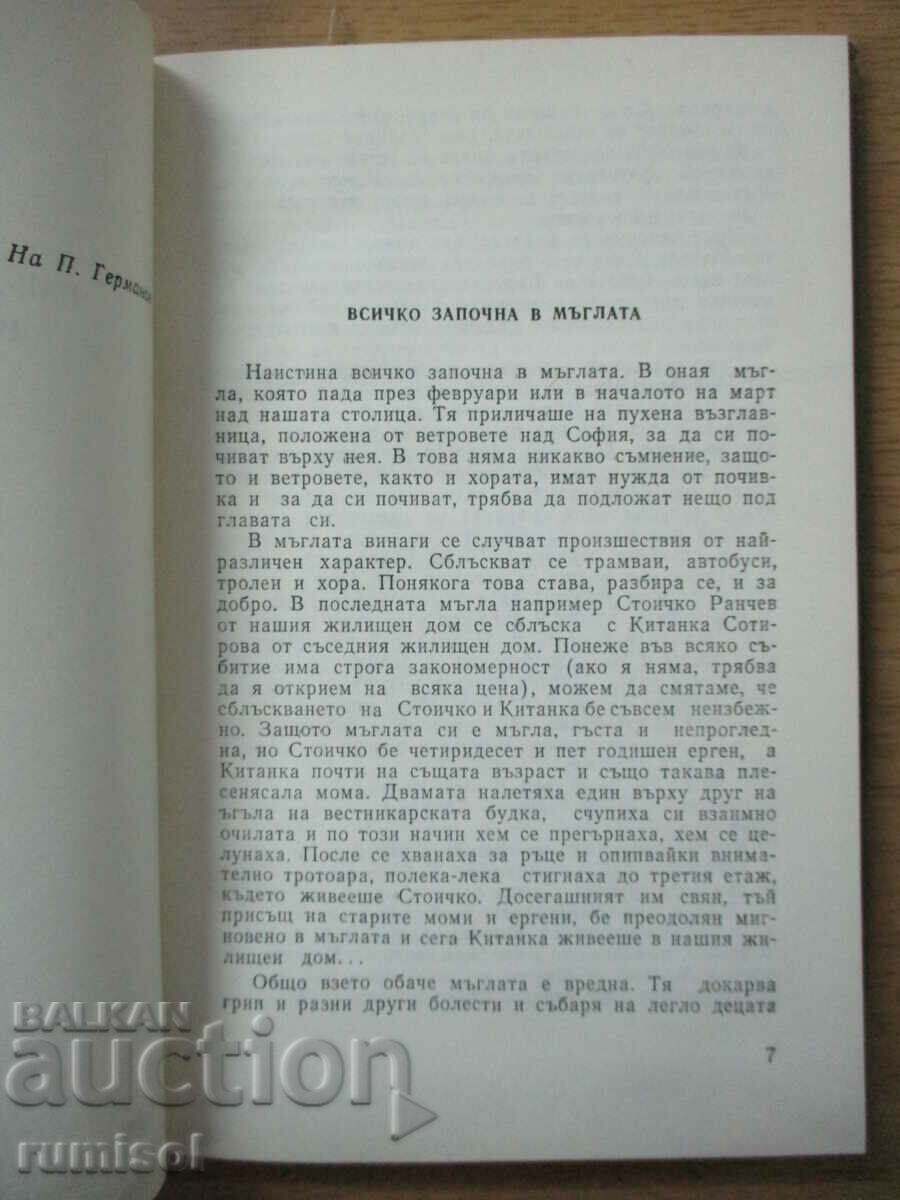 На П. Германов
ВСИЧКО ЗАПОЧНА В МЪГЛАТА
Наистина всичко започна в мъглата. В оная мъг-
ла, която пада през февруари или в началото на март
над нашата столица. Тя приличаше на пухена възглав-
ница, положена от ветровете над София, за да си по-
чиват върху нея. В това няма никакво съмнение, защо-
то и ветровете, както и хората, имат нужда от почив-
ка и за да си почиват, трябва да подложат нещо под
главата си.
В мъглата винаги се случват произшествия от най-
различен характер. Сблъскват се трамваи, автобуси,
тролеи и хора. Понякога това става, разбира се, и за
добро. В последната мъгла например Стоичко Ранчев
от нашия жилищен дом се сблъска с Китанка Соти-
рова от съседния жилищен дом. Понеже във всяко съ-
битие има строга закономерност (ако я няма, трябва
да я открием на всяка цена), можем да смятаме, че
сблъскването на Стоичко и Китанка бе съвсем неизбеж-
но. Защото мъглата си е мъгла, гъста и непроглед-
на, но Стоичко бе четиридесет и пет годишен ерген, а
Китанка почти на същата възраст и също такава пле-
сенясала мома. Двамата налетяха един върху друг на
ъгъла на вестникарската будка, счупиха си взаимно
очилата и по този начин хем се прегърнаха, хем се це-
лунаха. После се хванаха за ръце и опипвайки внима-
телно тротоара, полека-лека стигнаха до третия етаж,
където живееше Стоичко. Досегашният им свян, тъй
присъщ на старите моми и ергени, бе преодолян миг-
новено в мъглата и сега Китанка живееше в нашия жи-
лищен дом...
Общо взето обаче мъглата е вредна. Тя докарва
грип и разни други болести и събаря на легло децата
7
BALKAN
auction
rumisol